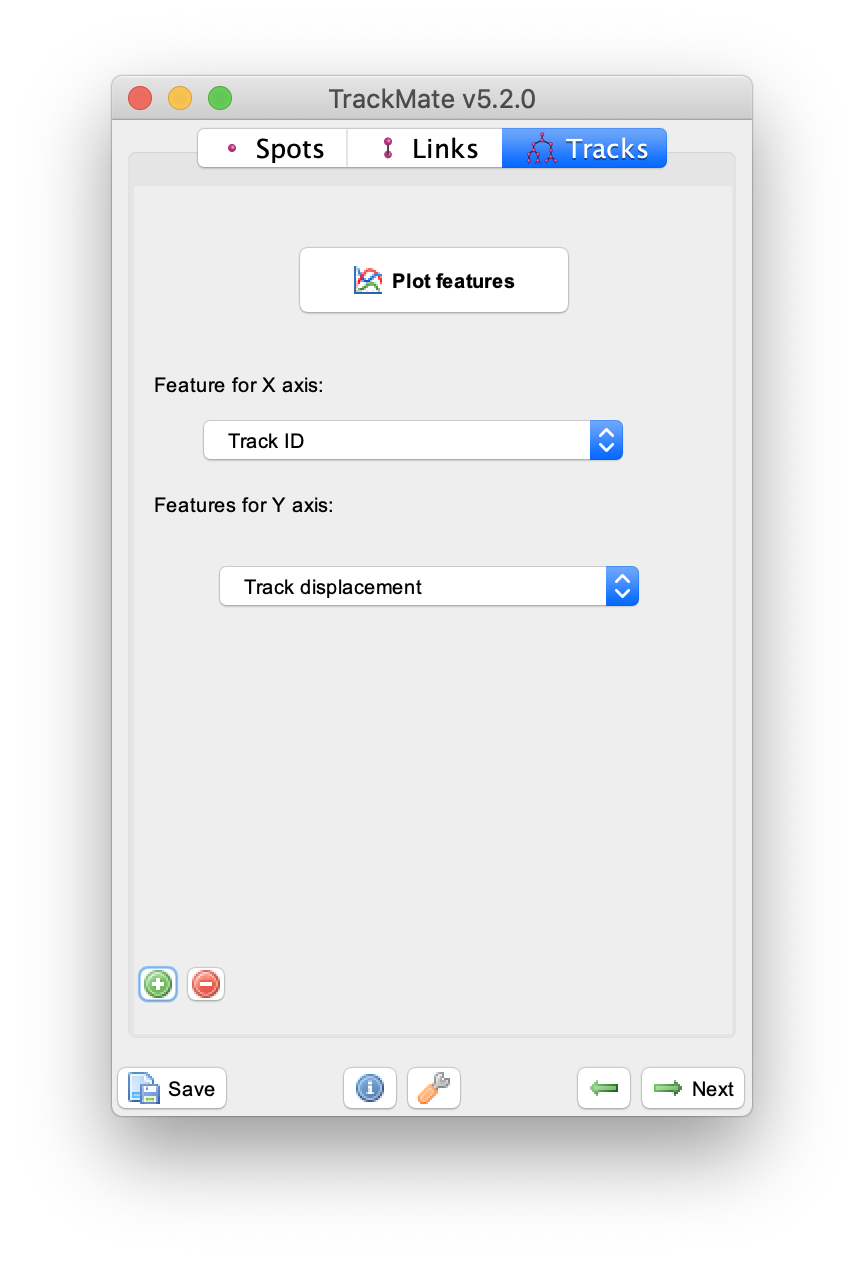 TrackMate v5.2.0
Spots Links Tracks
Plot features
Feature for X axis:
Track ID
Features for Y axis:
Track displacement
Save Next